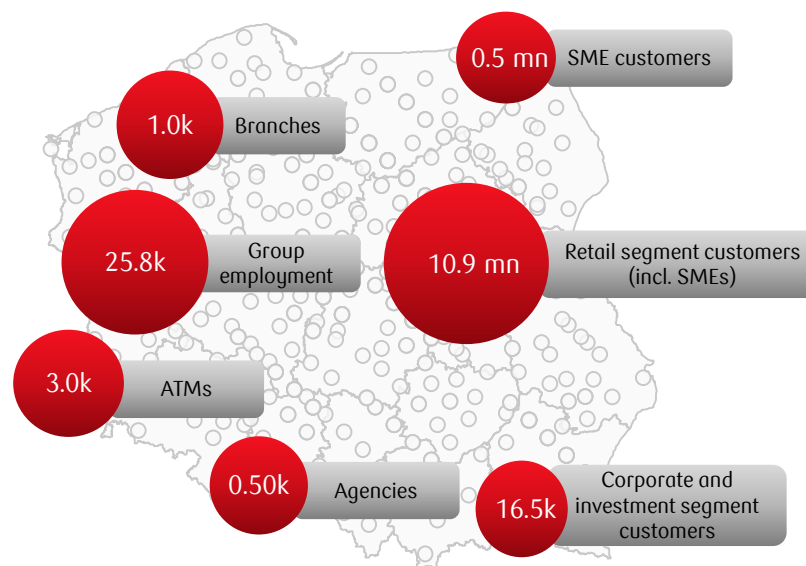 0.5 mn
SME customers
1.0k
Branches
25.8k
Group
employment
10.9 mn
Retail segment customers
(incl. SMEs)
3.0k
ATMs
0.50k
Agencies
16.5k
Corporate and
investment segment
customers